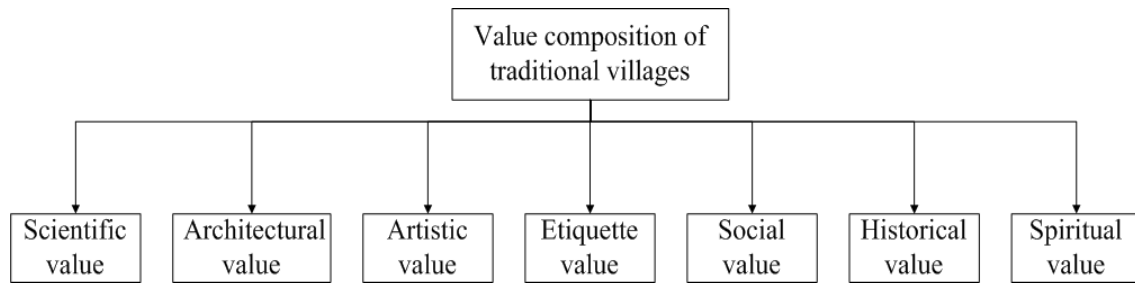 Value composition of
traditional villages
Scientific
value
Architectural
value
Artistic
value
Etiquette
value
Social
value
Historical
value
Spiritual
value